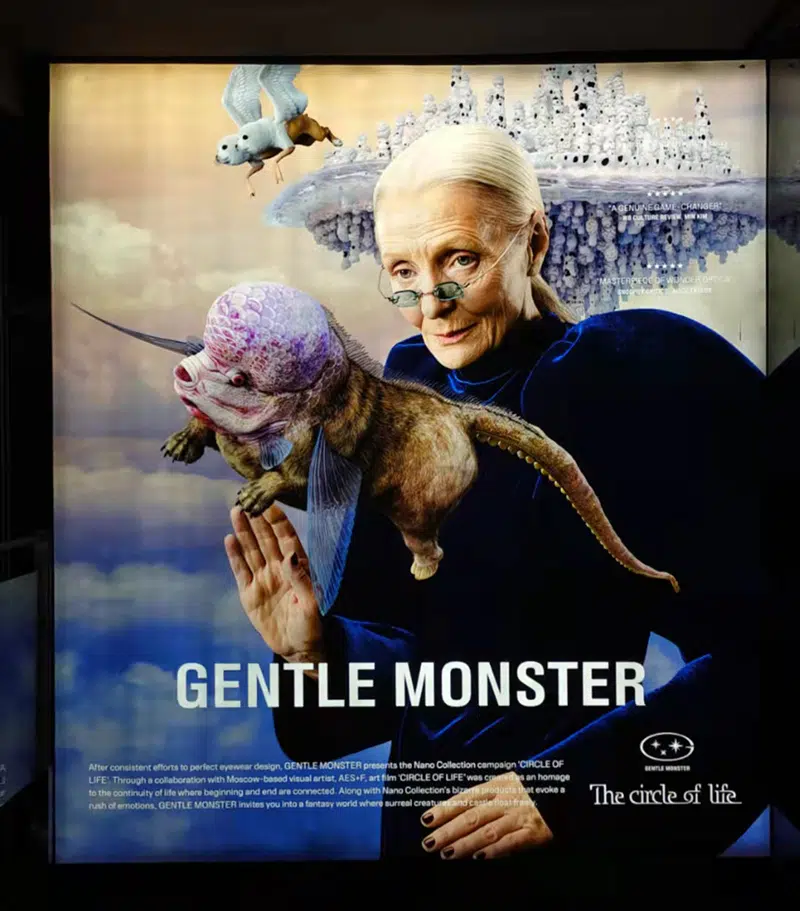 "A GENUINE GAME-CHANGER"
"MASTERPIECE OF WONDER
GENTLE MONSTER
After consistent efforts to perfect eyewear design, GENTLE MONSTER presents the Nano Collection campaign 'CIRCLE OF
LIFE'. Through a collaboration with Moscow-based visual artist, AES+F, art film 'CIRCLE OF LIFE' was created as an homage
to the continuity of life where beginning and end are connected. Along with Nano Collection's bizarre products that evoke a
rush of emotions, GENTLE MONSTER invites you into a fantasy world where surreal creatures and castle float freely.
GENTLE MONSTER
The circle of life